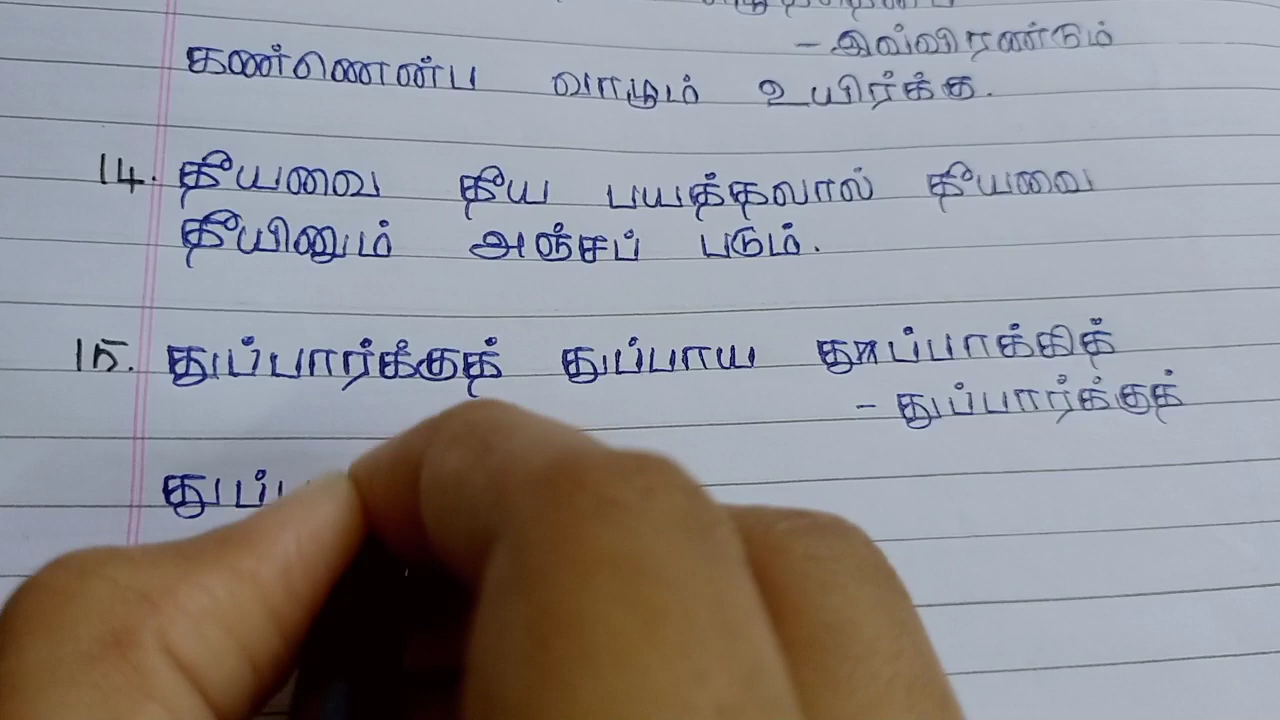 - இவ்விரண்டும்
கண்ணென்ப வாழும் உயிர்க்கு.
14. தீயவை தீய பயத்தலால் தீயவை
தீயினும் அஞ்சப் படும்.
15. துப்பார்க்குத் துப்பாய துப்பாக்கித்
- துப்பார்க்குத்
துப்ப